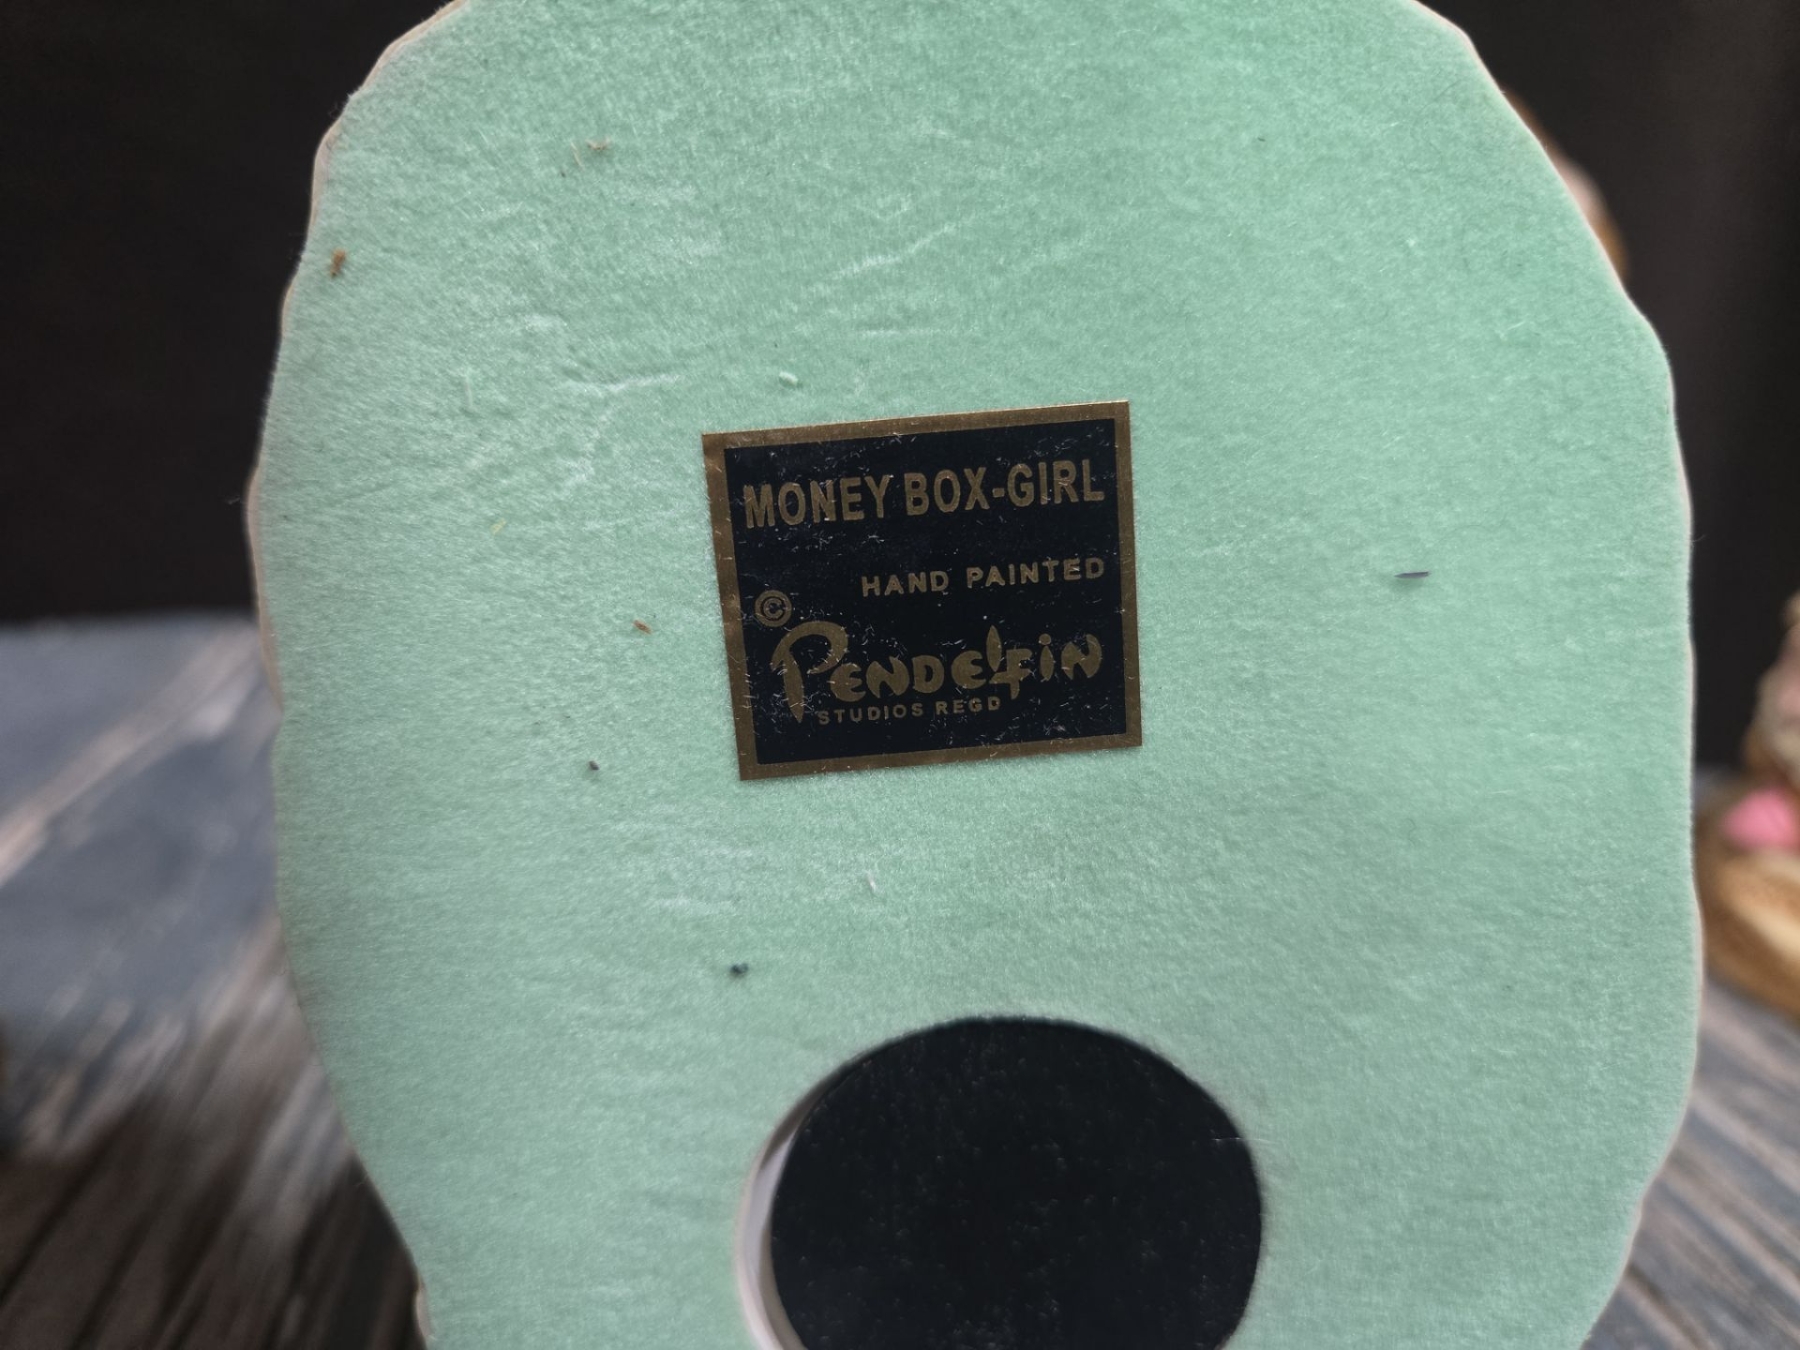 MONEY BOX-GIRL
HAND PAINTED
©
PENDELFIN
STUDIOS REGD